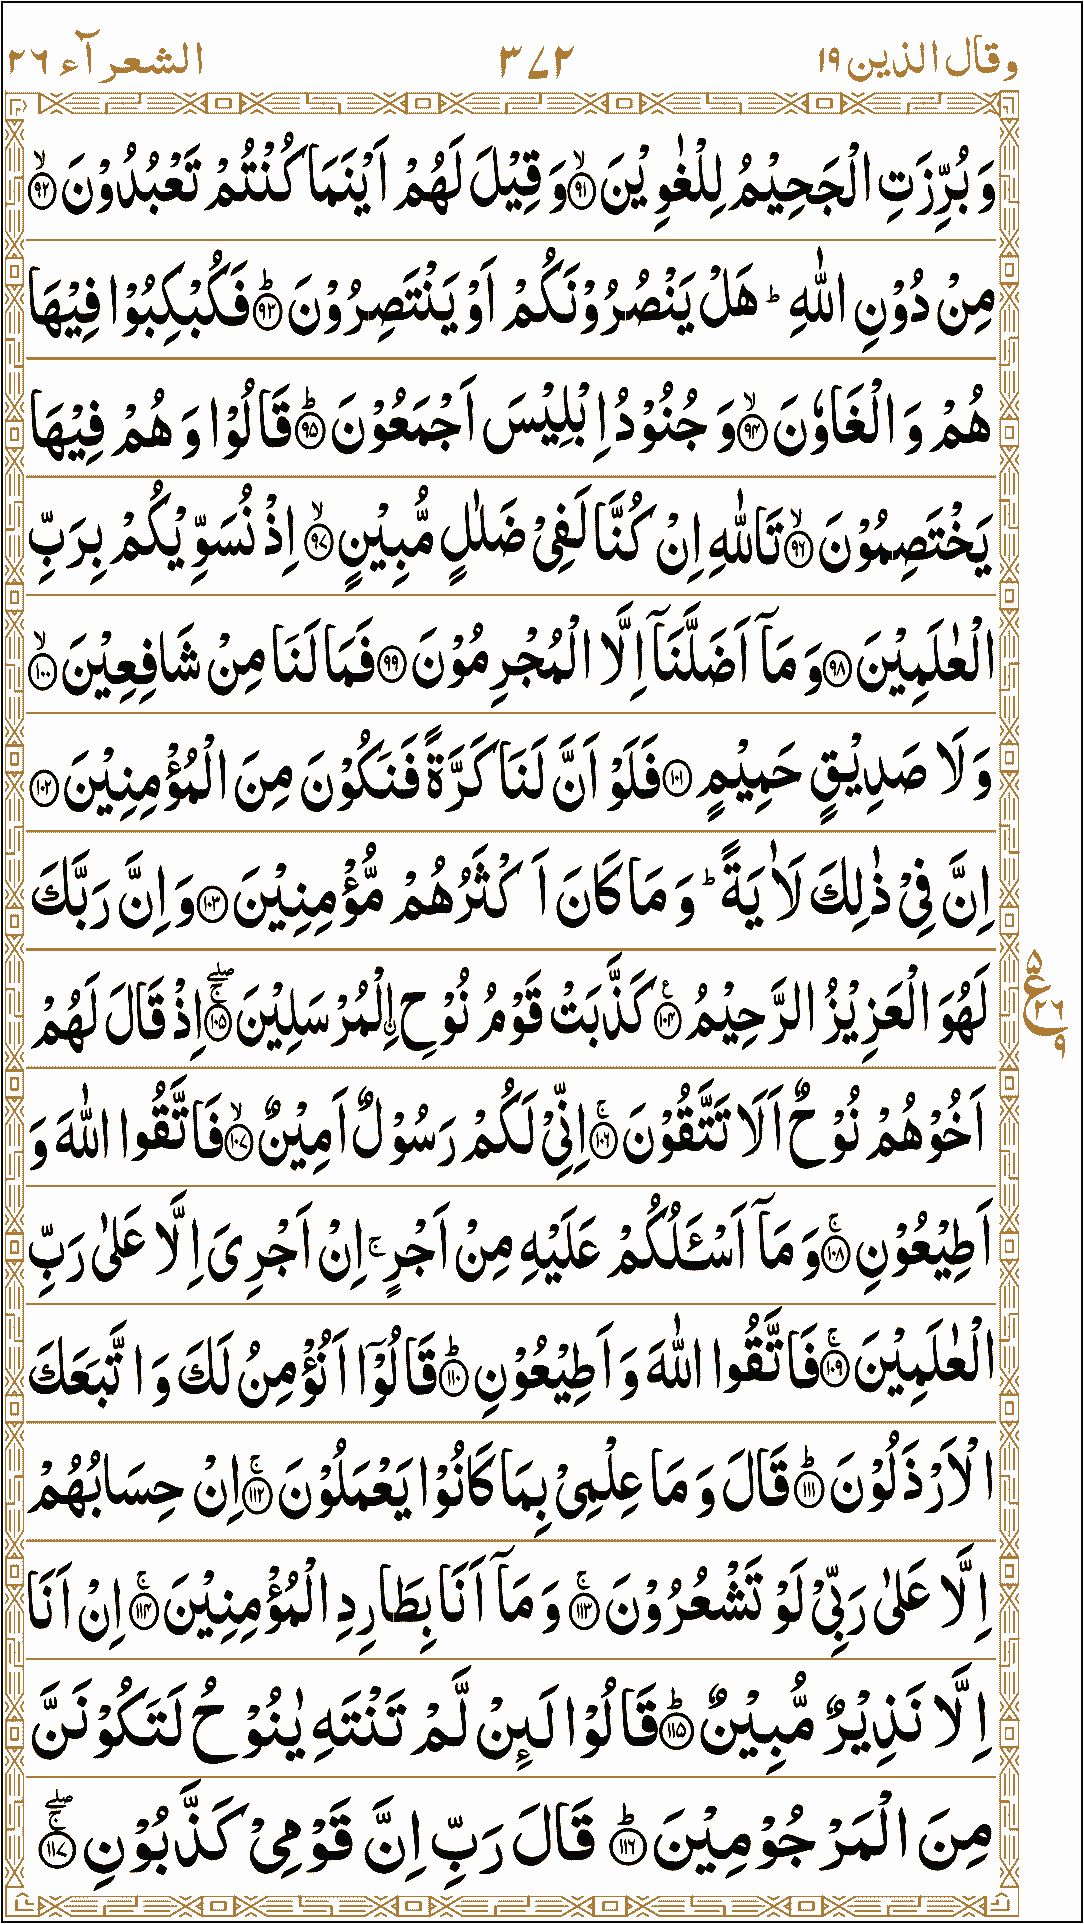 وقال الذین ۱۹ ۳۷۲ الشعرآء ۲۶
وَ بُرِّزَتِ الْجَحِیْمُ لِلْغٰوِیْنَ ۙ﴿۹۱﴾ وَ قِیْلَ لَهُمْ اَیْنَمَا كُنْتُمْ تَعْبُدُوْنَ ۙ﴿۹۲﴾
مِنْ دُوْنِ اللّٰهِ ؕ هَلْ یَنْصُرُوْنَكُمْ اَوْ یَنْتَصِرُوْنَ ؕ﴿۹۳﴾ فَكُبْكِبُوْا فِیْهَا
هُمْ وَ الْغَاوٗنَ ۙ﴿۹۴﴾ وَ جُنُوْدُ اِبْلِیْسَ اَجْمَعُوْنَ ؕ﴿۹۵﴾ قَالُوْا وَ هُمْ فِیْهَا
یَخْتَصِمُوْنَ ۙ﴿۹۶﴾ تَاللّٰهِ اِنْ كُنَّا لَفِیْ ضَلٰلٍ مُّبِیْنٍ ۙ﴿۹۷﴾ اِذْ نُسَوِّیْكُمْ بِرَبِّ
الْعٰلَمِیْنَ ﴿۹۸﴾ وَ مَاۤ اَضَلَّنَاۤ اِلَّا الْمُجْرِمُوْنَ ﴿۹۹﴾ فَمَا لَنَا مِنْ شَافِعِیْنَ ۙ﴿۱۰۰﴾
وَ لَا صَدِیْقٍ حَمِیْمٍ ﴿۱۰۱﴾ فَلَوْ اَنَّ لَنَا كَرَّةً فَنَكُوْنَ مِنَ الْمُؤْمِنِیْنَ ﴿۱۰۲﴾
اِنَّ فِیْ ذٰلِكَ لَاٰیَةً ؕ وَ مَا كَانَ اَكْثَرُهُمْ مُّؤْمِنِیْنَ ﴿۱۰۳﴾ وَ اِنَّ رَبَّكَ
لَهُوَ الْعَزِیْزُ الرَّحِیْمُ ﴿۱۰۴﴾٪ كَذَّبَتْ قَوْمُ نُوْحِ ِ۟الْمُرْسَلِیْنَ ۚۖ﴿۱۰۵﴾ اِذْ قَالَ لَهُمْ
۵ ع ۲۶ ۹
اَخُوْهُمْ نُوْحٌ اَلَا تَتَّقُوْنَ ۚ﴿۱۰۶﴾ اِنِّیْ لَكُمْ رَسُوْلٌ اَمِیْنٌ ۙ﴿۱۰۷﴾ فَاتَّقُوا اللّٰهَ وَ
اَطِیْعُوْنِ ۚ﴿۱۰۸﴾ وَ مَاۤ اَسْـَٔلُكُمْ عَلَیْهِ مِنْ اَجْرٍ ۚ اِنْ اَجْرِیَ اِلَّا عَلٰی رَبِّ
الْعٰلَمِیْنَ ۚ﴿۱۰۹﴾ فَاتَّقُوا اللّٰهَ وَ اَطِیْعُوْنِ ؕ﴿۱۱۰﴾ قَالُوْۤا اَنُؤْمِنُ لَكَ وَ اتَّبَعَكَ
الْاَرْذَلُوْنَ ؕ﴿۱۱۱﴾ قَالَ وَ مَا عِلْمِیْ بِمَا كَانُوْا یَعْمَلُوْنَ ۚ﴿۱۱۲﴾ اِنْ حِسَابُهُمْ
اِلَّا عَلٰی رَبِّیْ لَوْ تَشْعُرُوْنَ ۚ﴿۱۱۳﴾ وَ مَاۤ اَنَا بِطَارِدِ الْمُؤْمِنِیْنَ ۚ﴿۱۱۴﴾ اِنْ اَنَا
اِلَّا نَذِیْرٌ مُّبِیْنٌ ؕ﴿۱۱۵﴾ قَالُوْا لَىِٕنْ لَّمْ تَنْتَهِ یٰنُوْحُ لَتَكُوْنَنَّ
مِنَ الْمَرْجُوْمِیْنَ ؕ﴿۱۱۶﴾ قَالَ رَبِّ اِنَّ قَوْمِیْ كَذَّبُوْنِ ۚۖ﴿۱۱۷﴾